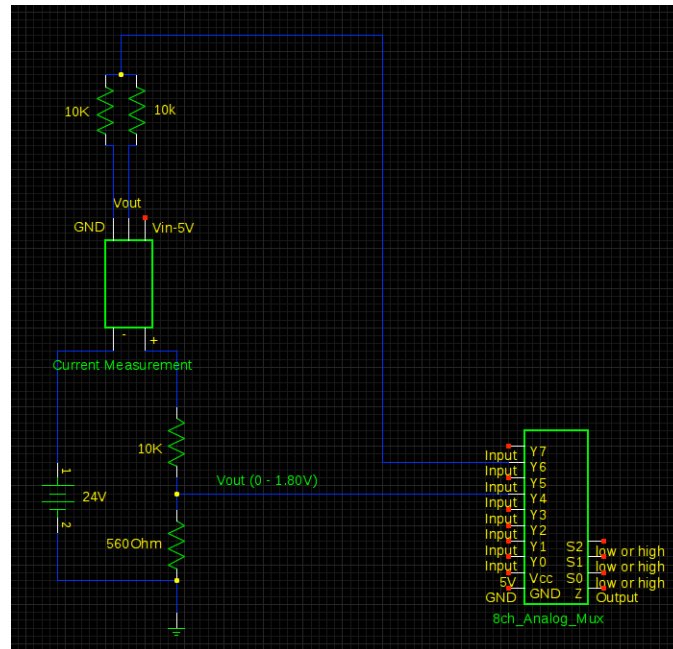 10K
10k
Vout
GND
Vin-5V
-
+
Current Measurement
10K
1
24V
2
Vout (0 - 1.80V)
560Ohm
Input Y7
Input Y6
Input Y5
Input Y4
Input Y3
Input Y2
Input Y1 S2 low or high
Input Y0 S1 low or high
5V Vcc S0 low or high
GND GND Z Output
8ch_Analog_Mux